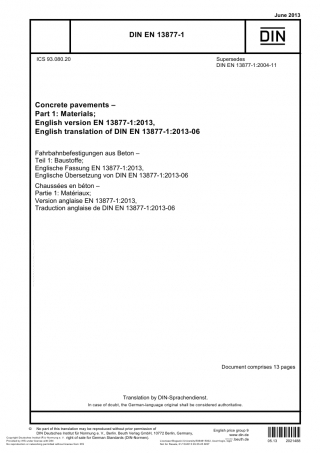 June 2013
DIN EN 13877-1
DIN
ICS 93.080.20
Supersedes
DIN EN 13877-1:2004-11
Concrete pavements –
Part 1: Materials;
English version EN 13877-1:2013,
English translation of DIN EN 13877-1:2013-06
Fahrbahnbefestigungen aus Beton –
Teil 1: Baustoffe;
Englische Fassung EN 13877-1:2013,
Englische Übersetzung von DIN EN 13877-1:2013-06
Chaussées en béton –
Partie 1: Matériaux;
Version anglaise EN 13877-1:2013,
Traduction anglaise de DIN EN 13877-1:2013-06
Document comprises 13 pages
Translation by DIN-Sprachendienst.
In case of doubt, the German-language original shall be considered authoritative.
© No part of this translation may be reproduced without prior permission of
DIN Deutsches Institut für Normung e. V., Berlin. Beuth Verlag GmbH, 10772 Berlin, Germany,
right of sale for German Standards (DIN-Normen).
English price group 9
www.din.de
www.beuth.de